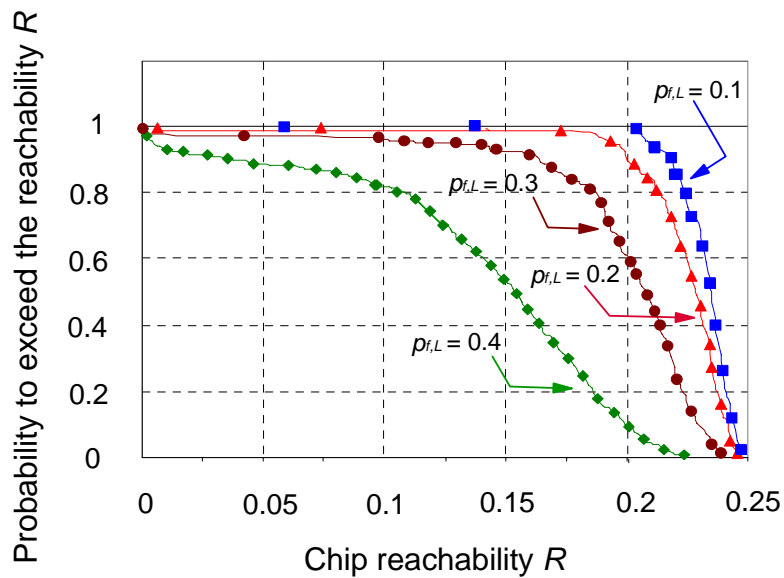 Probability to exceed the reachability R
1
0.8
0.6
0.4
0.2
0
pf,L = 0.1
pf,L = 0.3
pf,L = 0.2
pf,L = 0.4
0 0.05 0.1 0.15 0.2 0.25
Chip reachability R